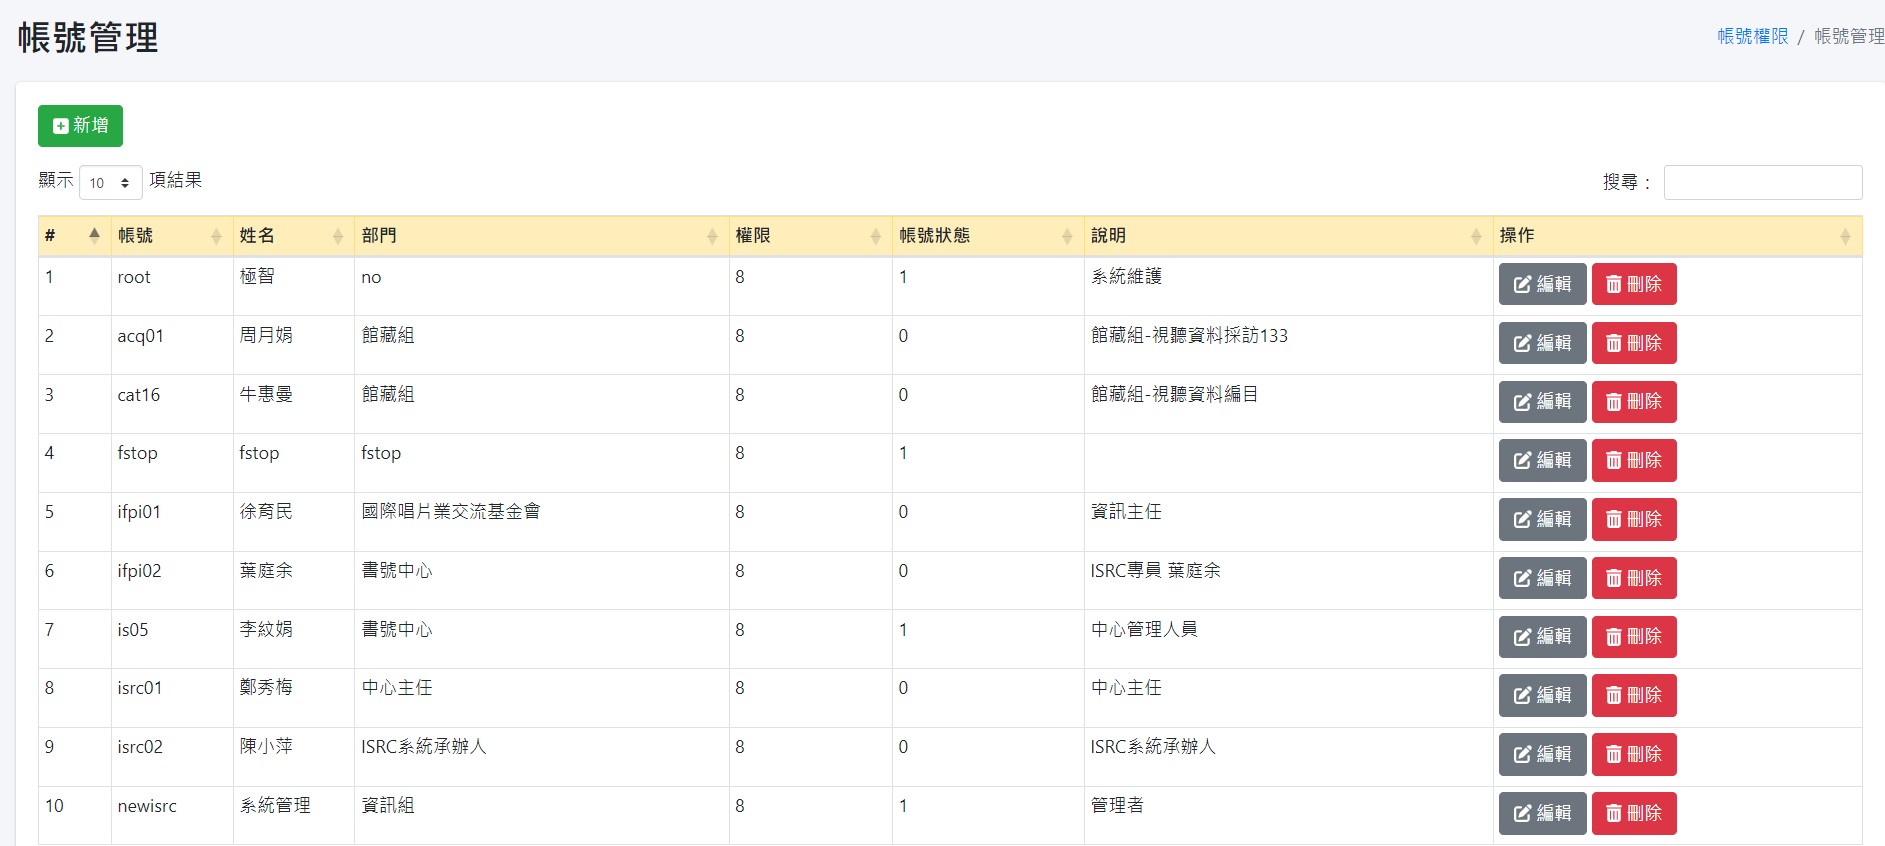 帳號管理
帳號權限 / 帳號管理
新增
顯示 10 項結果
搜尋：
# 帳號 姓名 部門 權限 帳號狀態 說明 操作
1 root 極智 no 8 1 系統維護 編輯 刪除
2 acq01 周月娟 館藏組 8 0 館藏組-視聽資料採訪133 編輯 刪除
3 cat16 牛惠曼 館藏組 8 0 館藏組-視聽資料編目 編輯 刪除
4 fstop fstop fstop 8 1 編輯 刪除
5 ifpi01 徐育民 國際唱片業交流基金會 8 0 資訊主任 編輯 刪除
6 ifpi02 葉庭余 書號中心 8 0 ISRC專員 葉庭余 編輯 刪除
7 is05 李紋娟 書號中心 8 1 中心管理人員 編輯 刪除
8 isrc01 鄭秀梅 中心主任 8 0 中心主任 編輯 刪除
9 isrc02 陳小萍 ISRC系統承辦人 8 0 ISRC系統承辦人 編輯 刪除
10 newisrc 系統管理 資訊組 8 1 管理者 編輯 刪除